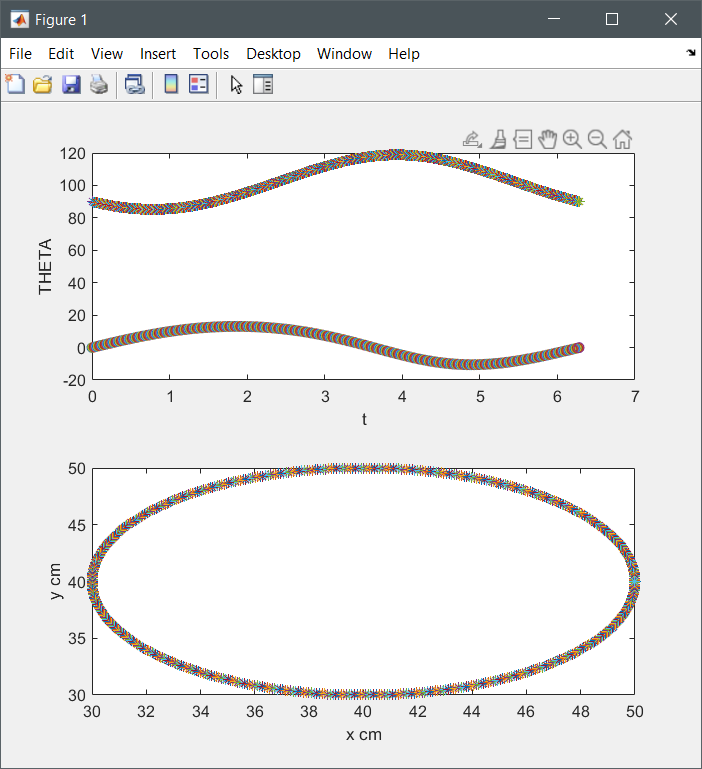 Figure 1
File Edit View Insert Tools Desktop Window Help
120
100
80
60
40
20
0
-20
THETA
0 1 2 3 4 5 6 7
t
50
45
40
35
30
y cm
30 32 34 36 38 40 42 44 46 48 50
x cm